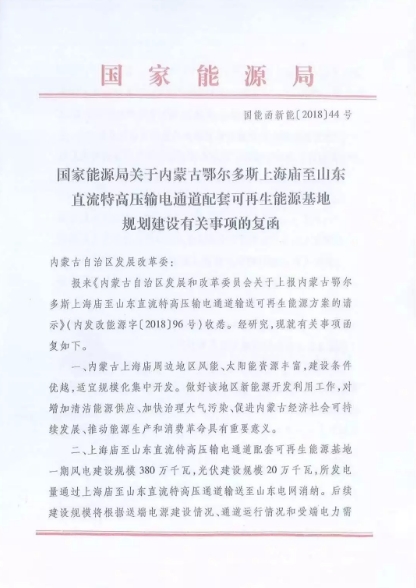 国家能源局
国能函新能〔2018〕44号
国家能源局关于内蒙古鄂尔多斯上海庙至山东
直流特高压输电通道配套可再生能源基地
规划建设有关事项的复函
内蒙古自治区发展改革委:
报来《内蒙古自治区发展和改革委员会关于上报内蒙古鄂尔
多斯上海庙至山东直流特高压输电通道输送可再生能源方案的请
示》(内发改能源字〔2018〕96号)收悉。经研究,现就有关事项函
复如下。
一、内蒙古上海庙周边地区风能、太阳能资源丰富,建设条件
优越,适宜规模化集中开发。做好该地区新能源开发利用工作,对
增加清洁能源供应、加快治理大气污染、促进内蒙古经济社会可持
续发展、推动能源生产和消费革命具有重要意义。
二、上海庙至山东直流特高压输电通道配套可再生能源基地
一期风电建设规模380万千瓦,光伏建设规模20万千瓦,所发电
量通过上海庙至山东直流特高压通道输送至山东电网消纳。后续
建设规模将根据送端电源建设情况、通道运行情况和受端电力需